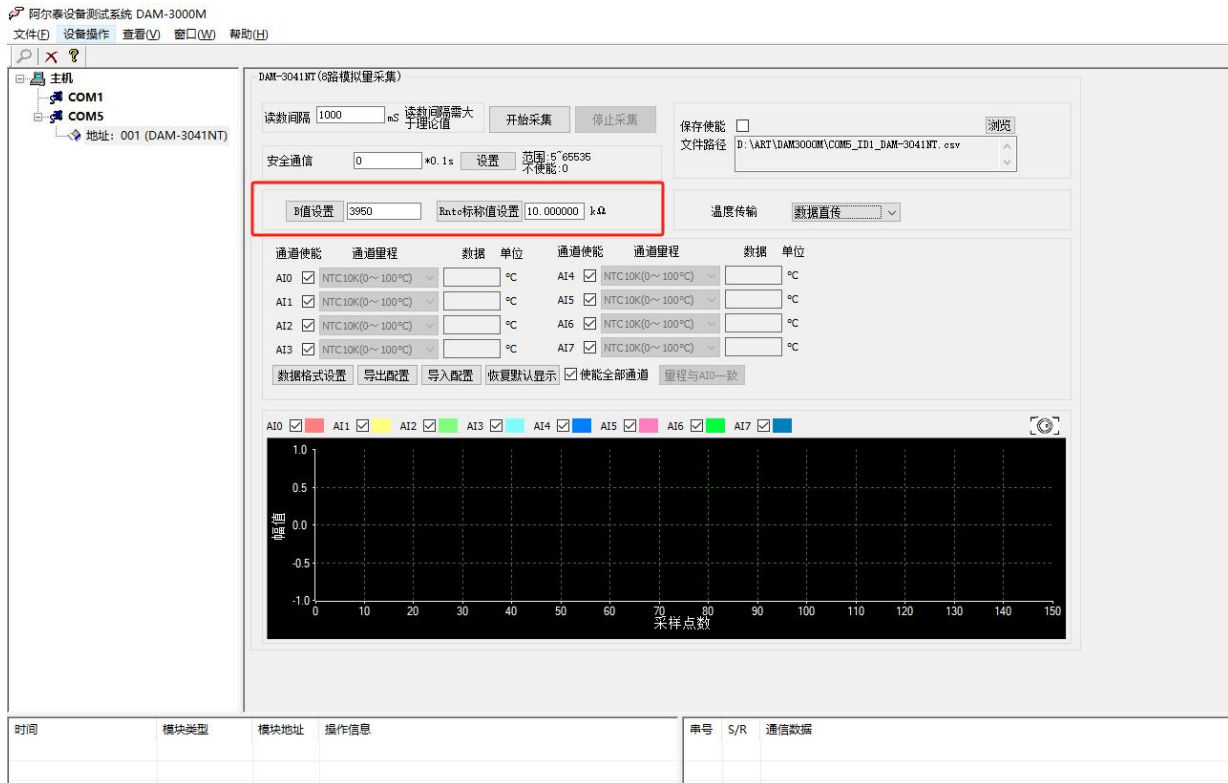 阿尔泰设备测试系统 DAM-3000M
文件(F) 设备操作 查看(V) 窗口(W) 帮助(H)
主机
COM1
COM5
地址：001 (DAM-3041NT)
DAM-3041NT(8路模拟量采集)
读数间隔 1000 mS 读数间隔需大于理论值 开始采集 停止采集
保存使能 浏览
文件路径 D:\ART\DAM3000M\COM5_ID1_DAM-3041NT.csv
安全通信 0 *0.1s 设置 范围:5~65535 不使能:0
B值设置 3950 Rntc标称值设置 10.000000 kΩ
温度传输 数据直传
通道使能 通道量程 数据 单位 通道使能 通道量程 数据 单位
AI0 NTC10K(0～100℃) ℃ AI4 NTC10K(0～100℃) ℃
AI1 NTC10K(0～100℃) ℃ AI5 NTC10K(0～100℃) ℃
AI2 NTC10K(0～100℃) ℃ AI6 NTC10K(0～100℃) ℃
AI3 NTC10K(0～100℃) ℃ AI7 NTC10K(0～100℃) ℃
数据格式设置 导出配置 导入配置 恢复默认显示 使能全部通道 量程与AI0一致
AI0 AI1 AI2 AI3 AI4 AI5 AI6 AI7
1.0
0.5
0.0
-0.5
-1.0
幅值
0 10 20 30 40 50 60 70 80 90 100 110 120 130 140 150
采样点数
时间 模块类型 模块地址 操作信息 串号 S/R 通信数据